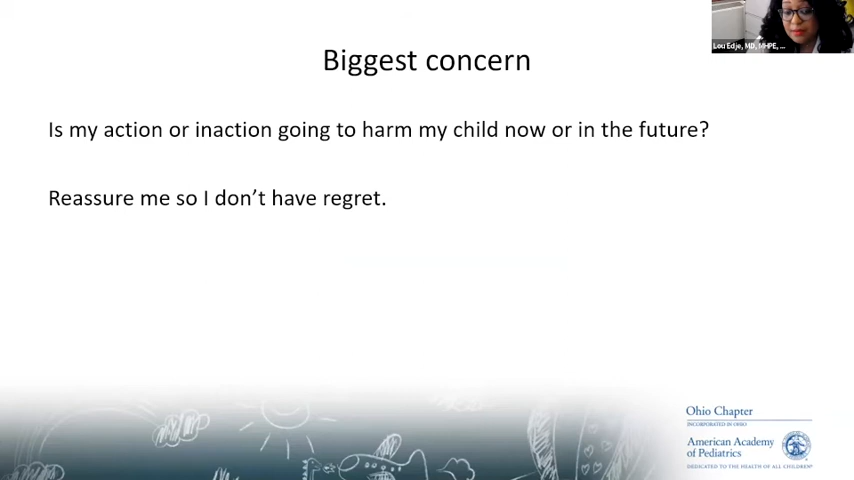 Lou Edje, MD, MHPE, ...
Biggest concern
Is my action or inaction going to harm my child now or in the future?
Reassure me so I don’t have regret.
Ohio Chapter
INCORPORATED IN OHIO
American Academy
of Pediatrics
DEDICATED TO THE HEALTH OF ALL CHILDREN®